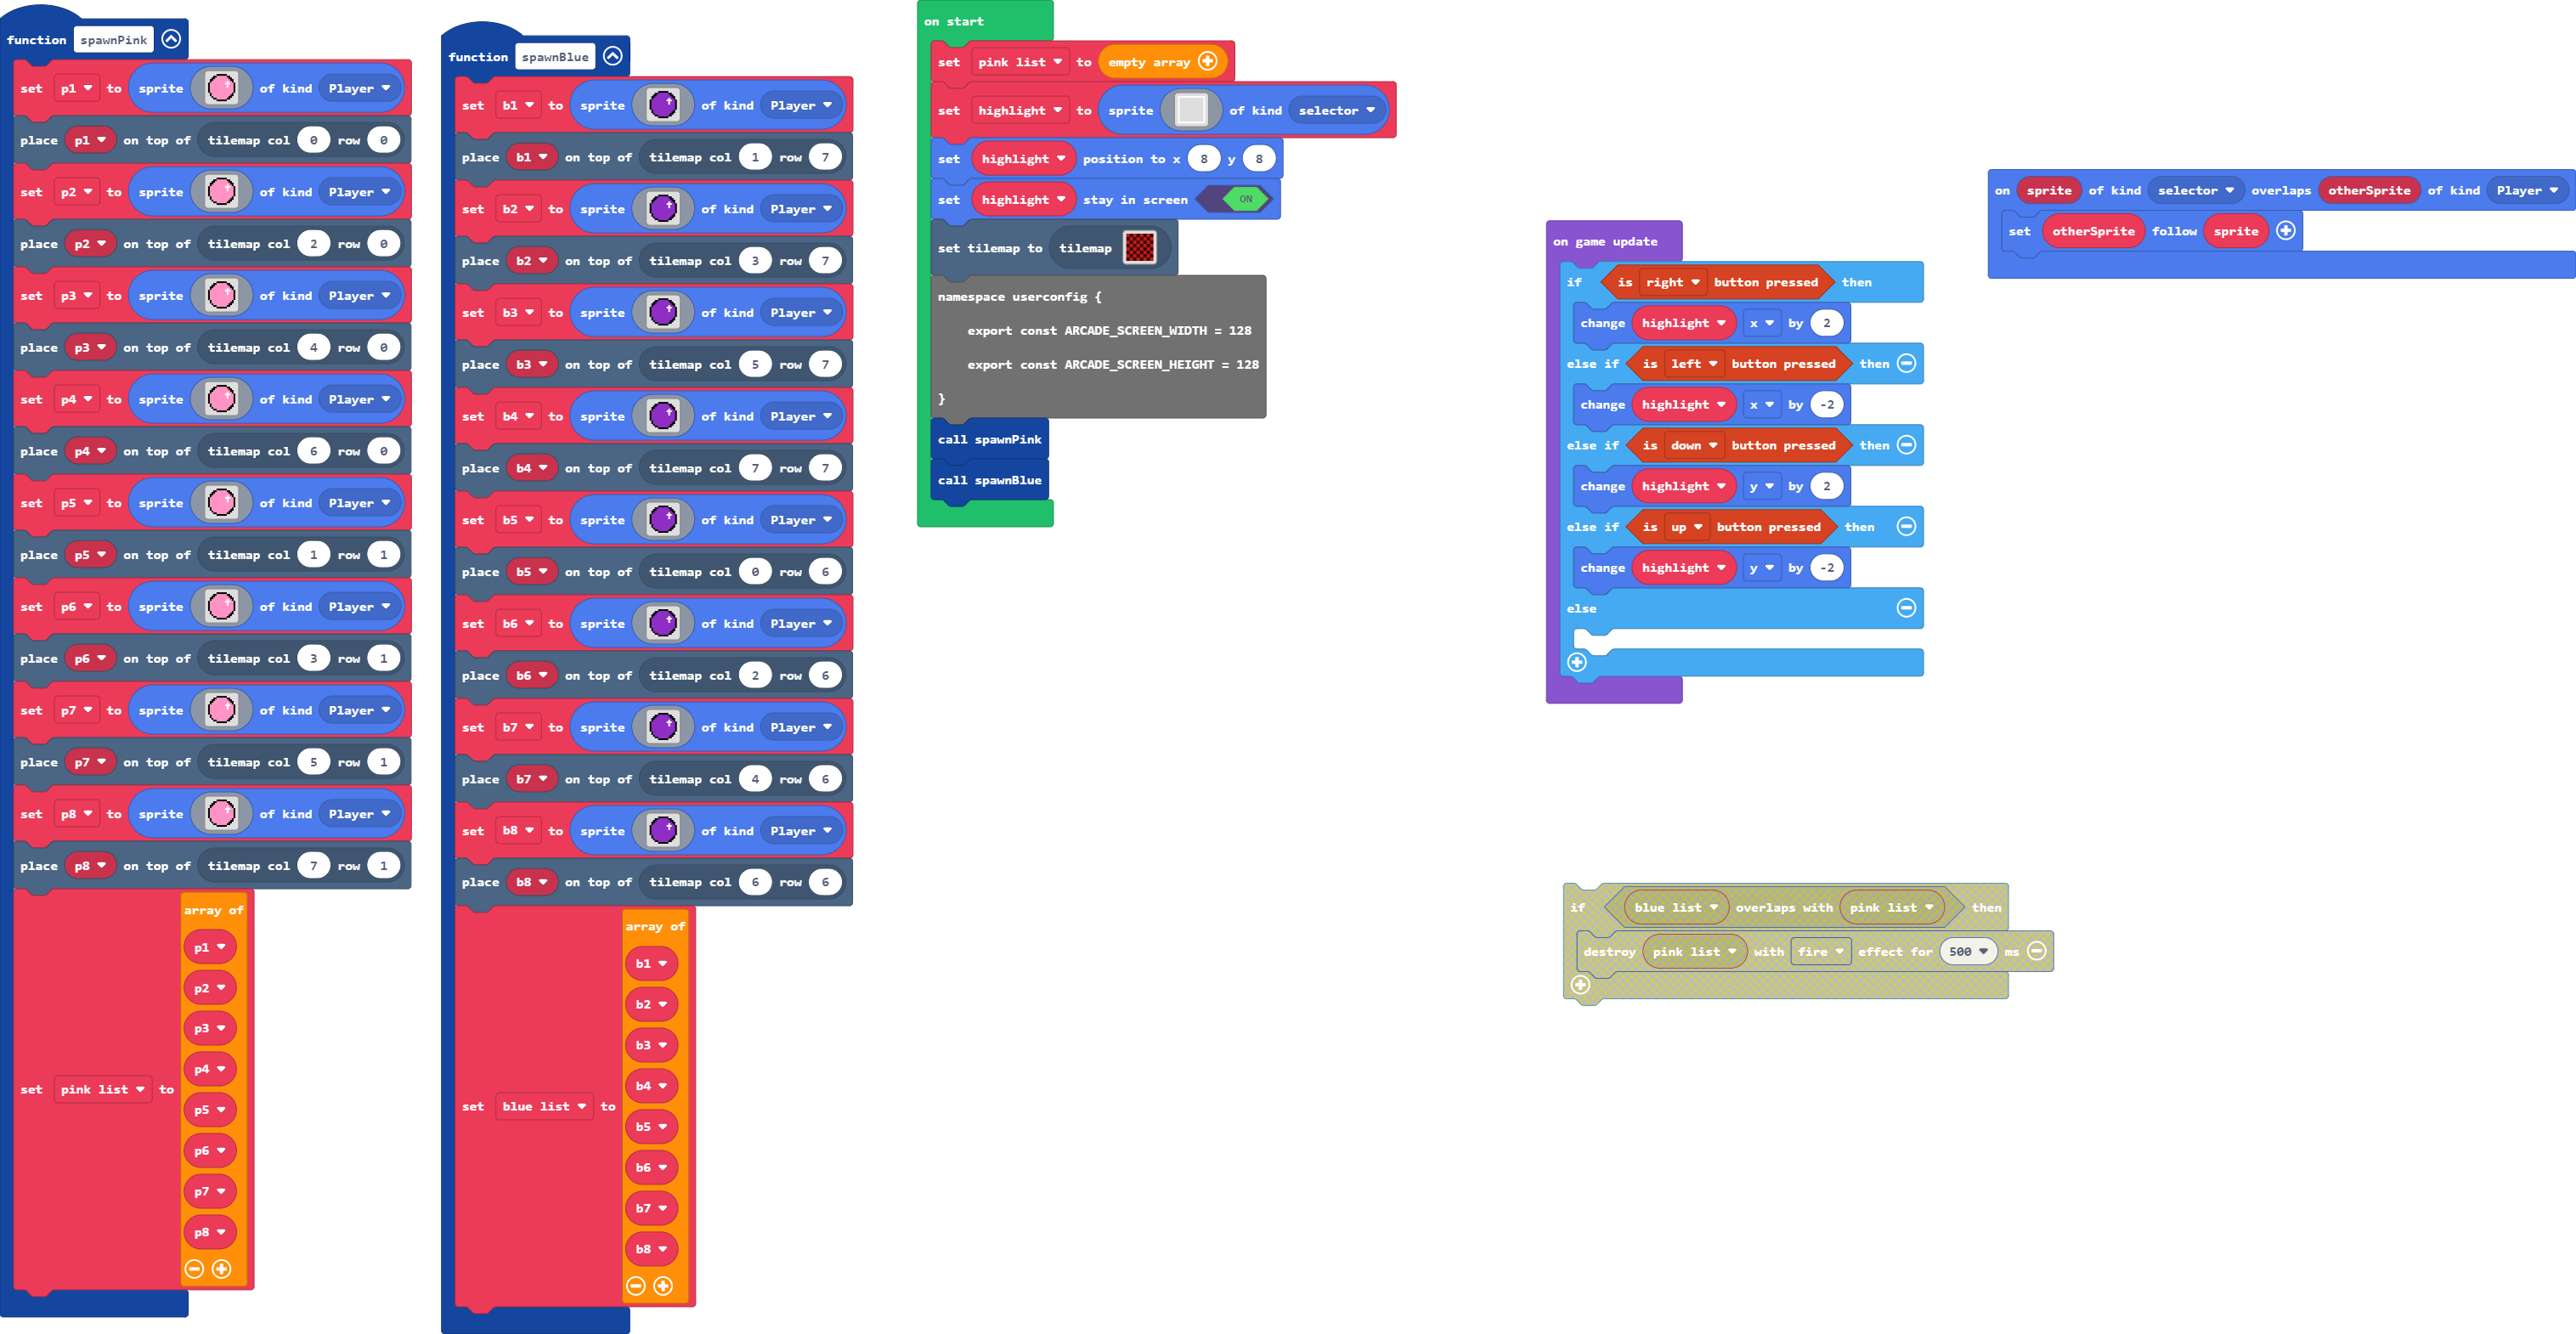 function spawnPink
set p1 to sprite of kind Player
place p1 on top of tilemap col 0 row 0
set p2 to sprite of kind Player
place p2 on top of tilemap col 2 row 0
set p3 to sprite of kind Player
place p3 on top of tilemap col 4 row 0
set p4 to sprite of kind Player
place p4 on top of tilemap col 6 row 0
set p5 to sprite of kind Player
place p5 on top of tilemap col 1 row 1
set p6 to sprite of kind Player
place p6 on top of tilemap col 3 row 1
set p7 to sprite of kind Player
place p7 on top of tilemap col 5 row 1
set p8 to sprite of kind Player
place p8 on top of tilemap col 7 row 1
set pink list to
array of
p1
p2
p3
p4
p5
p6
p7
p8
function spawnBlue
set b1 to sprite of kind Player
place b1 on top of tilemap col 1 row 7
set b2 to sprite of kind Player
place b2 on top of tilemap col 3 row 7
set b3 to sprite of kind Player
place b3 on top of tilemap col 5 row 7
set b4 to sprite of kind Player
place b4 on top of tilemap col 7 row 7
set b5 to sprite of kind Player
place b5 on top of tilemap col 0 row 6
set b6 to sprite of kind Player
place b6 on top of tilemap col 2 row 6
set b7 to sprite of kind Player
place b7 on top of tilemap col 4 row 6
set b8 to sprite of kind Player
place b8 on top of tilemap col 6 row 6
set blue list to
array of
b1
b2
b3
b4
b5
b6
b7
b8
on start
set pink list to empty array
set highlight to sprite of kind selector
set highlight position to x 8 y 8
set highlight stay in screen ON
set tilemap to tilemap
namespace userconfig {
export const ARCADE_SCREEN_WIDTH = 128
export const ARCADE_SCREEN_HEIGHT = 128
}
call spawnPink
call spawnBlue
on game update
if is right button pressed then
change highlight x by 2
else if is left button pressed then
change highlight x by -2
else if is down button pressed then
change highlight y by 2
else if is up button pressed then
change highlight y by -2
else
on sprite of kind selector overlaps otherSprite of kind Player
set otherSprite follow sprite
if blue list overlaps with pink list then
destroy pink list with fire effect for 500 ms